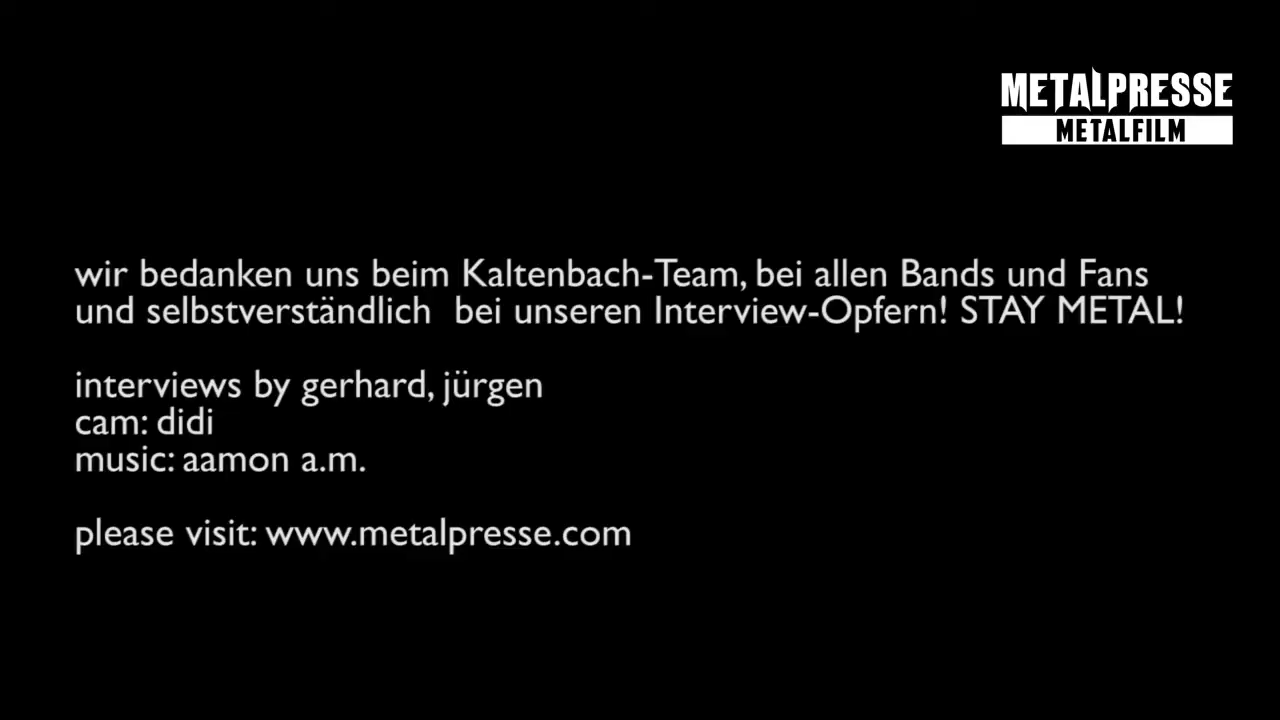 METALPRESSE
METALFILM
wir bedanken uns beim Kaltenbach-Team, bei allen Bands und Fans
und selbstverständlich  bei unseren Interview-Opfern! STAY METAL!
interviews by gerhard, jürgen
cam: didi
music: aamon a.m.
please visit: www.metalpresse.com